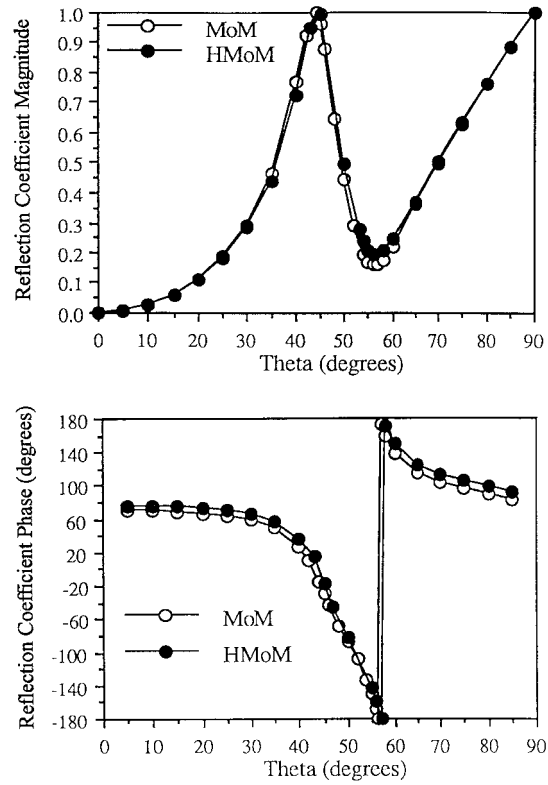 Reflection Coefficient Magnitude
1.0
0.9
0.8
0.7
0.6
0.5
0.4
0.3
0.2
0.1
0.0
MoM
HMoM
0 10 20 30 40 50 60 70 80 90
Theta (degrees)
Reflection Coefficient Phase (degrees)
180
140
100
60
20
-20
-60
-100
-140
-180
MoM
HMoM
0 10 20 30 40 50 60 70 80 90
Theta (degrees)